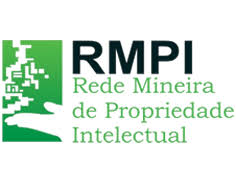 RMPI
Rede Mineira
de Propriedade
Intelectual